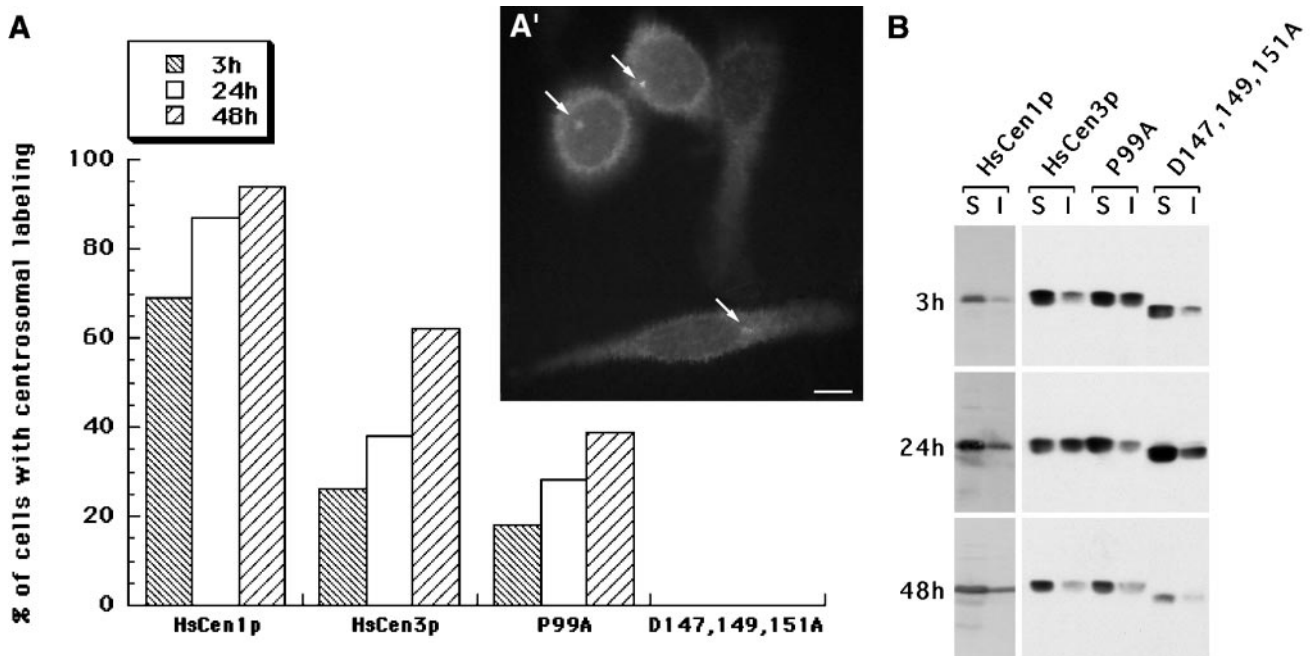 A
3h
24h
48h
% of cells with centrosomal labeling
100
80
60
40
20
0
HsCen1p
HsCen3p
P99A
D147,149,151A
A'
B
HsCen1p
HsCen3p
P99A
D147,149,151A
S I S I S I S I
3h
24h
48h